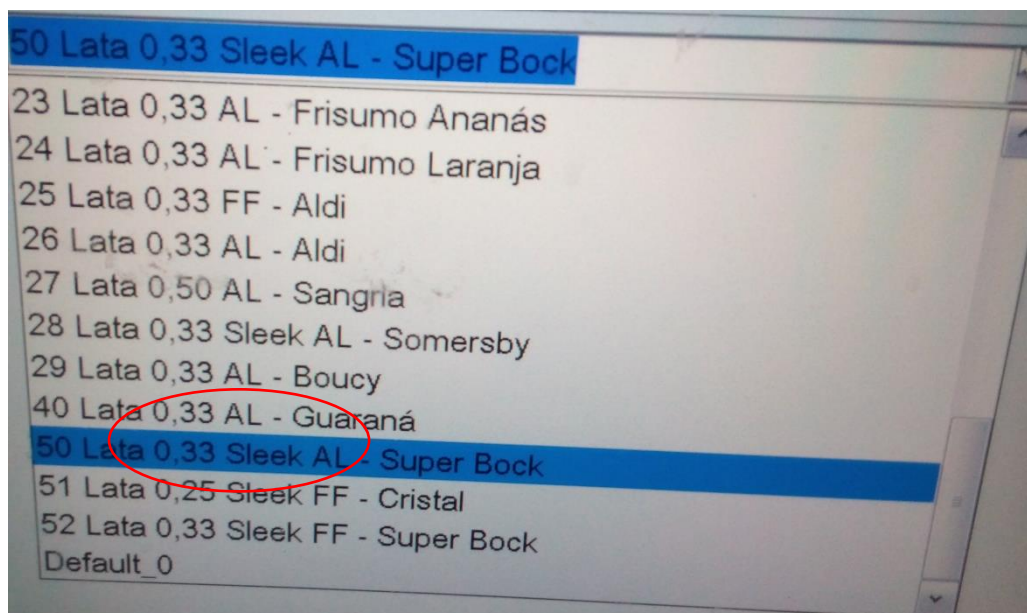 50 Lata 0,33 Sleek AL - Super Bock
23 Lata 0,33 AL - Frisumo Ananás
24 Lata 0,33 AL - Frisumo Laranja
25 Lata 0,33 FF - Aldi
26 Lata 0,33 AL - Aldi
27 Lata 0,50 AL - Sangria
28 Lata 0,33 Sleek AL - Somersby
29 Lata 0,33 AL - Boucy
40 Lata 0,33 AL - Guaraná
50 Lata 0,33 Sleek AL - Super Bock
51 Lata 0,25 Sleek FF - Cristal
52 Lata 0,33 Sleek FF - Super Bock
Default_0